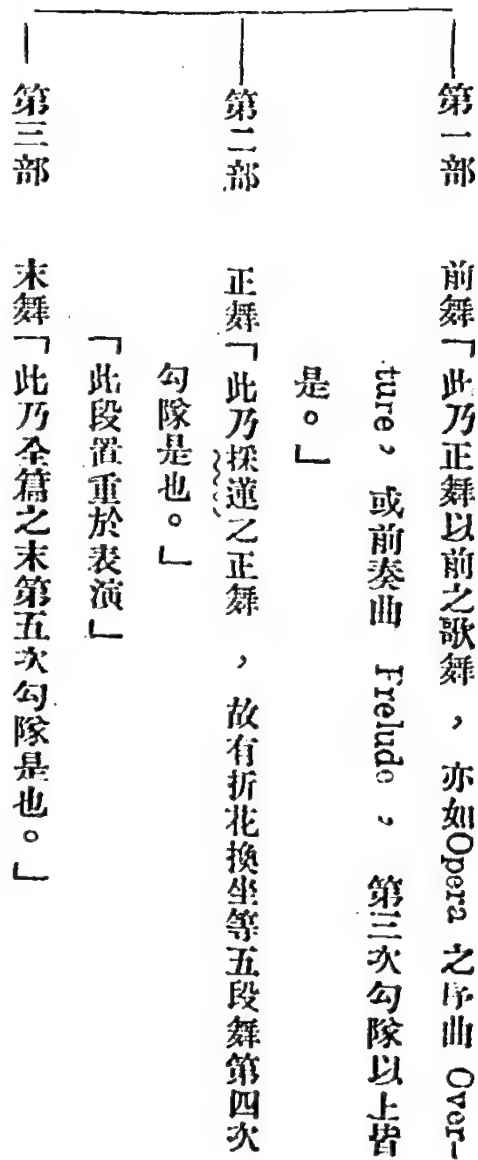 第一部　前舞「此乃正舞以前之歌舞，亦如Opera 之序曲 Over-
ture，或前奏曲 Frelude，第三次勾隊以上皆
是。」
第二部　正舞「此乃採蓮之正舞，故有折花換坐等五段舞第四次
勾隊是也。」
「此段置重於表演」
第三部　末舞「此乃全篇之末第五次勾隊是也。」